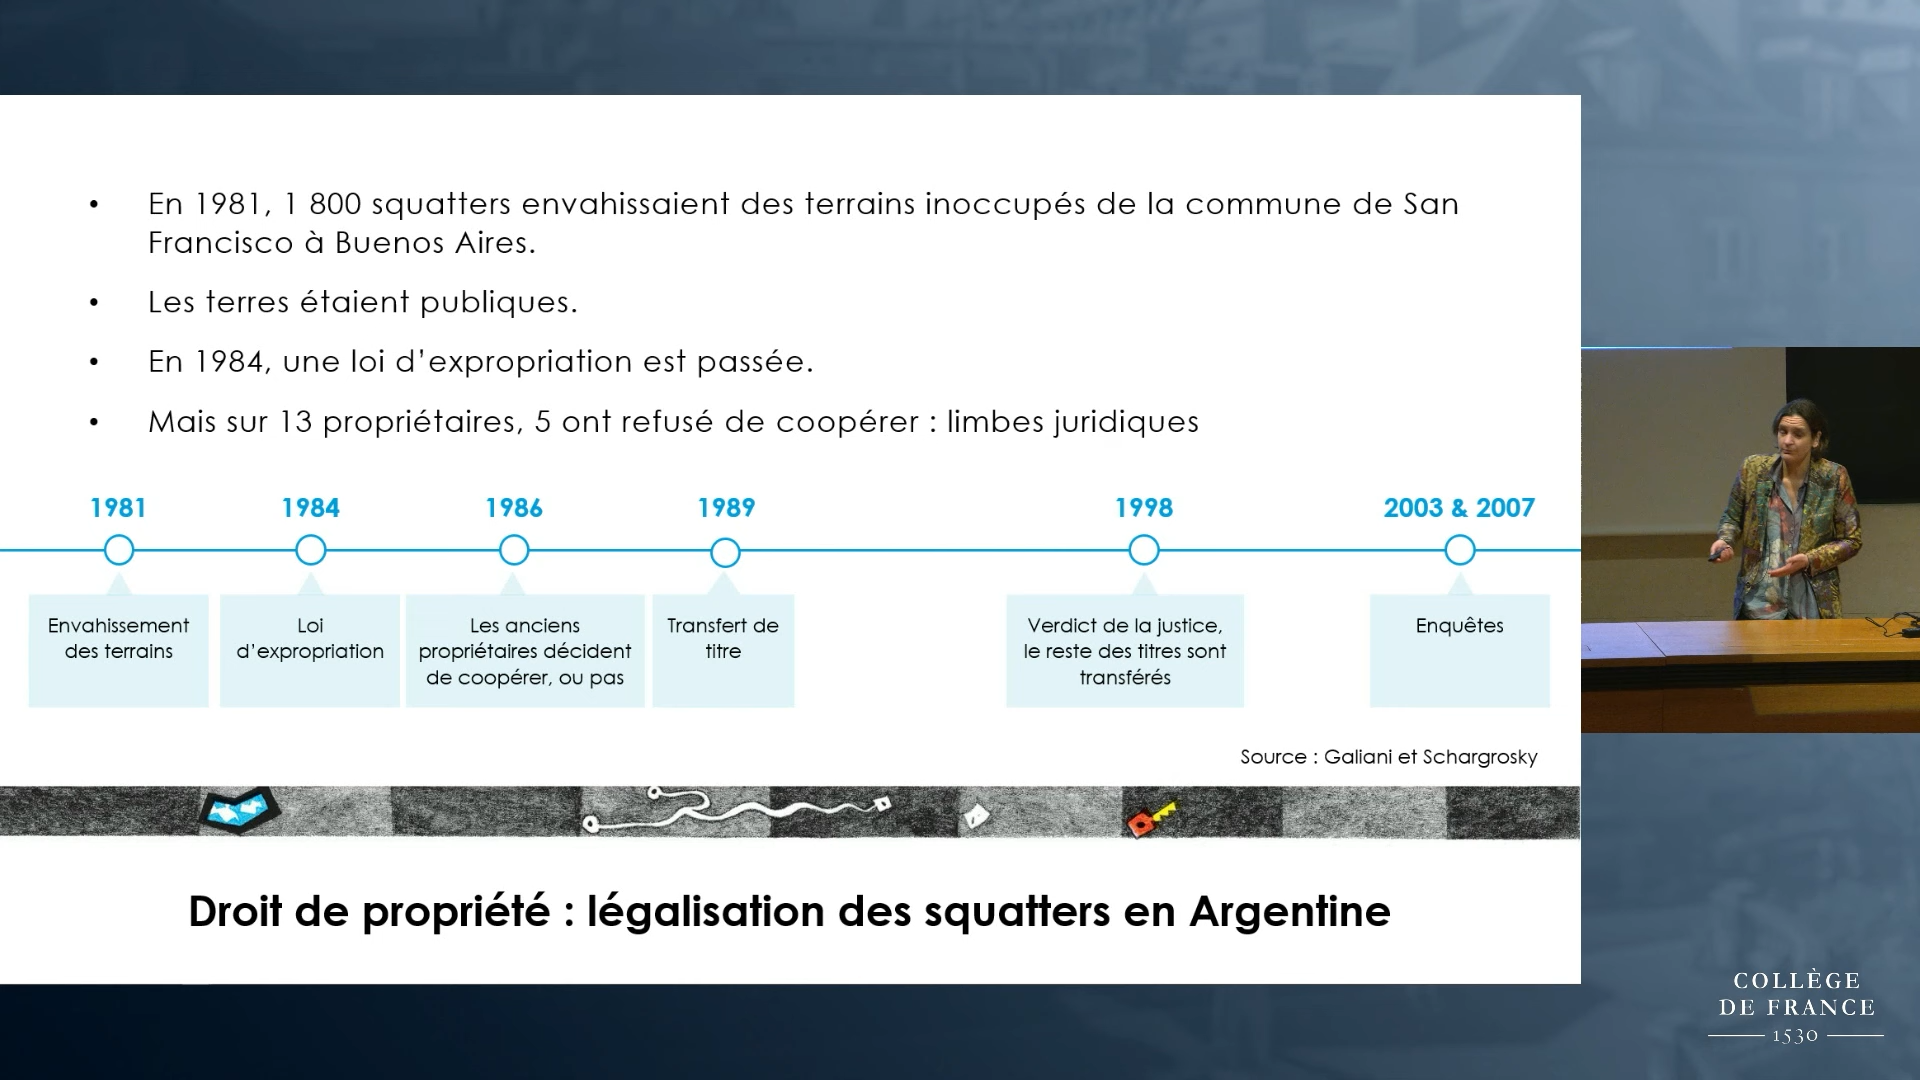 • En 1981, 1 800 squatters envahissaient des terrains inoccupés de la commune de San
Francisco à Buenos Aires.
• Les terres étaient publiques.
• En 1984, une loi d’expropriation est passée.
• Mais sur 13 propriétaires, 5 ont refusé de coopérer : limbes juridiques
1981
1984
1986
1989
1998
2003 & 2007
Envahissement
des terrains
Loi
d’expropriation
Les anciens
propriétaires décident
de coopérer, ou pas
Transfert de
titre
Verdict de la justice,
le reste des titres sont
transférés
Enquêtes
Source : Galiani et Schargrosky
Droit de propriété : légalisation des squatters en Argentine
COLLÈGE
DE FRANCE
1530